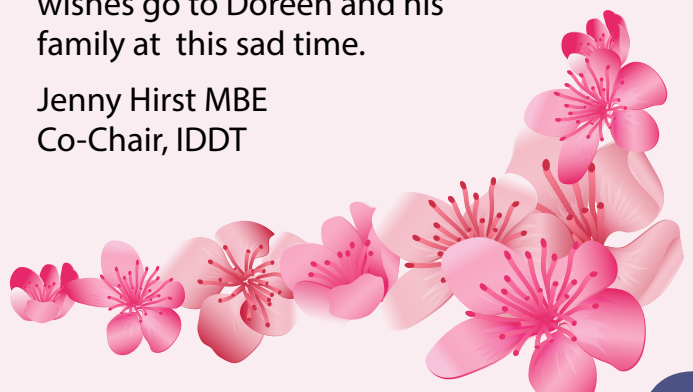 wishes go to Doreen and his
family at  this sad time.
Jenny Hirst MBE
Co-Chair, IDDT